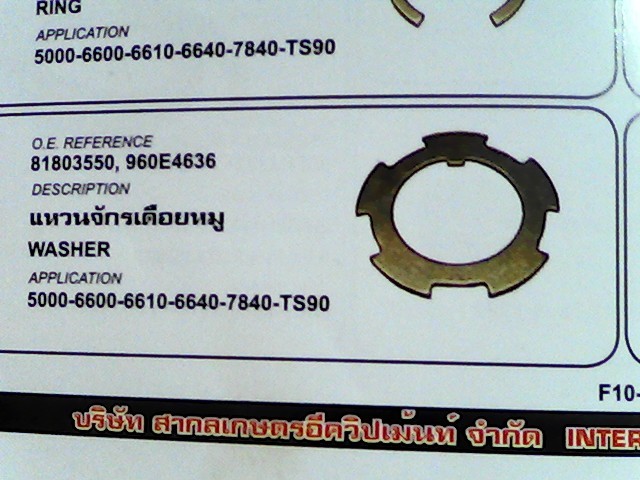 RING
APPLICATION
5000-6600-6610-6640-7840-TS90
O.E. REFERENCE
81803550, 960E4636
DESCRIPTION
แหวนจักรเดือยหมู
WASHER
APPLICATION
5000-6600-6610-6640-7840-TS90
F10-
บริษัท สากลเกษตรอีควิปเม้นท์ จำกัด INTER